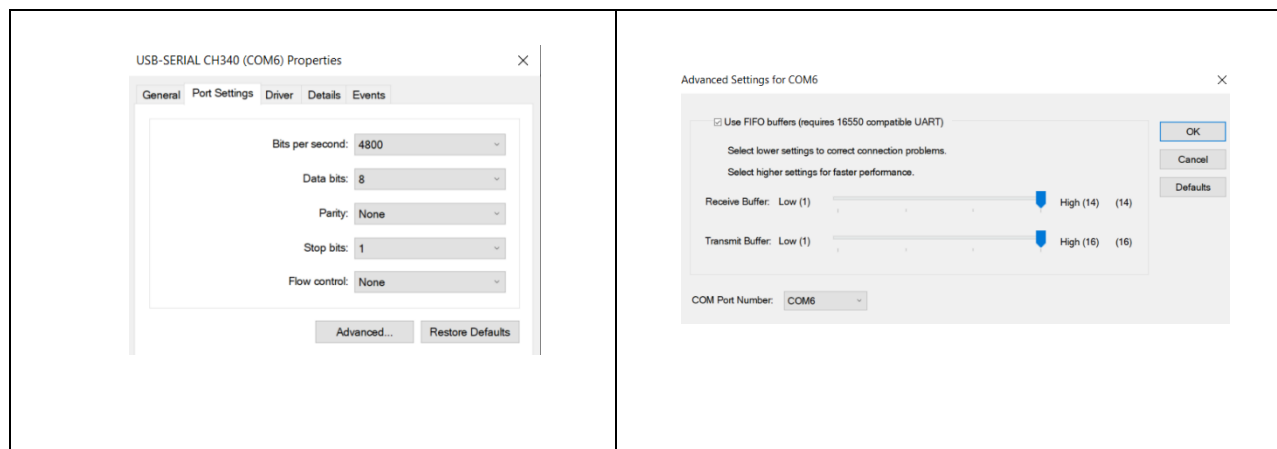 USB-SERIAL CH340 (COM6) Properties
General Port Settings Driver Details Events
Bits per second: 4800
Data bits: 8
Parity: None
Stop bits: 1
Flow control: None
Advanced... Restore Defaults
Advanced Settings for COM6
Use FIFO buffers (requires 16550 compatible UART)
OK
Select lower settings to correct connection problems.
Cancel
Select higher settings for faster performance.
Defaults
Receive Buffer: Low (1) High (14) (14)
Transmit Buffer: Low (1) High (16) (16)
COM Port Number: COM6